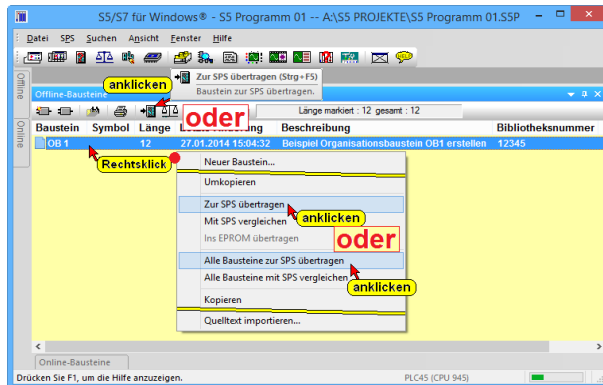 S5/S7 für Windows® - S5 Programm 01 -- A:\S5 PROJEKTE\S5 Programm 01.S5P
Datei SPS Suchen Ansicht Fenster Hilfe
Offline
Online
anklicken
Zur SPS übertragen (Strg+F5)
Baustein zur SPS übertragen.
Offline-Bausteine
oder
Länge markiert : 12 gesamt : 12
Baustein Symbol Länge Letzte Änderung Beschreibung Bibliotheksnummer
OB 1 12 27.01.2014 15:04:32 Beispiel Organisationsbaustein OB1 erstellen 12345
Rechtsklick
Neuer Baustein...
Umkopieren
Zur SPS übertragen
anklicken
Mit SPS vergleichen
Ins EPROM übertragen
oder
Alle Bausteine zur SPS übertragen
Alle Bausteine mit SPS vergleichen
anklicken
Kopieren
Quelltext importieren...
Online-Bausteine
Drücken Sie F1, um die Hilfe anzuzeigen.
PLC45 (CPU 945)